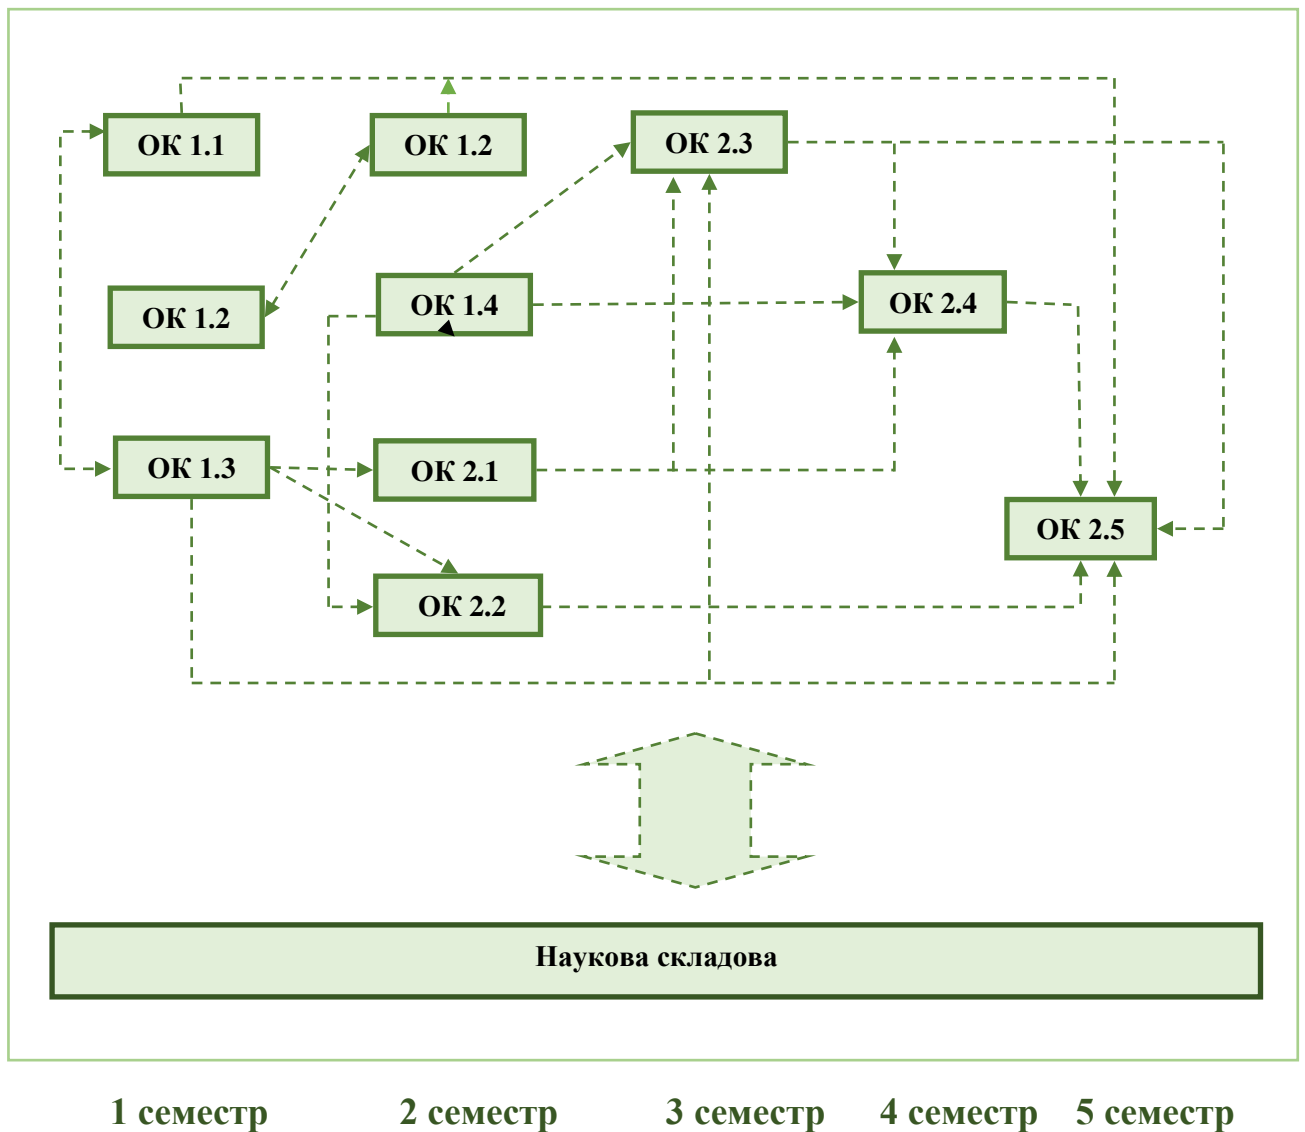 ОК 1.1
ОК 1.2
ОК 2.3
ОК 1.2
ОК 1.4
ОК 2.4
ОК 1.3
ОК 2.1
ОК 2.5
ОК 2.2
Наукова складова
1 семестр 2 семестр 3 семестр 4 семестр 5 семестр